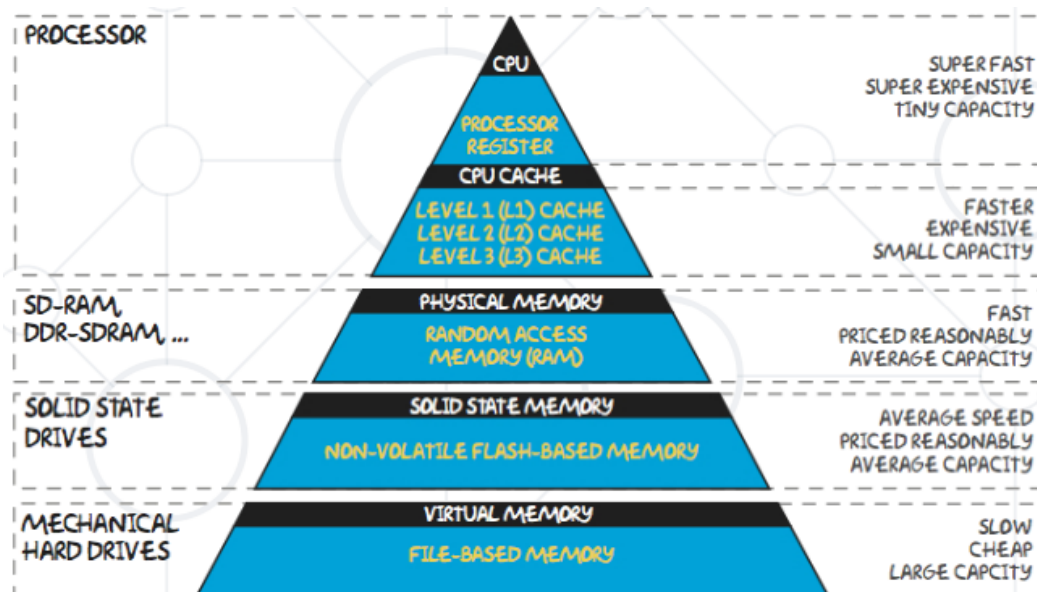 PROCESSOR
CPU
SUPER FAST
SUPER EXPENSIVE
TINY CAPACITY
PROCESSOR
REGISTER
CPU CACHE
LEVEL 1 (L1) CACHE
LEVEL 2 (L2) CACHE
LEVEL 3 (L3) CACHE
FASTER
EXPENSIVE
SMALL CAPACITY
SD-RAM,
DDR-SDRAM, ...
PHYSICAL MEMORY
RANDOM ACCESS
MEMORY (RAM)
FAST
PRICED REASONABLY
AVERAGE CAPACITY
SOLID STATE
DRIVES
SOLID STATE MEMORY
NON-VOLATILE FLASH-BASED MEMORY
AVERAGE SPEED
PRICED REASONABLY
AVERAGE CAPACITY
MECHANICAL
HARD DRIVES
VIRTUAL MEMORY
FILE-BASED MEMORY
SLOW
CHEAP
LARGE CAPCITY